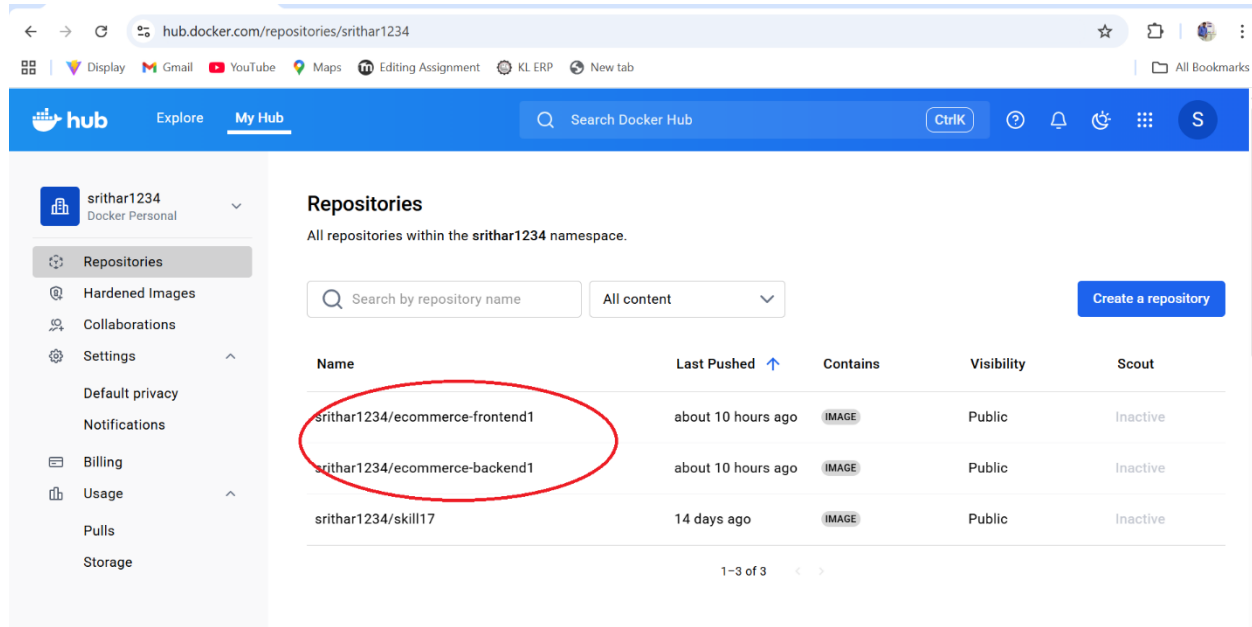 hub.docker.com/repositories/srithar1234
Display Gmail YouTube Maps Editing Assignment KL ERP New tab All Bookmarks
hub Explore My Hub Search Docker Hub CtrlK S
srithar1234
Docker Personal
Repositories
Hardened Images
Collaborations
Settings
Default privacy
Notifications
Billing
Usage
Pulls
Storage
Repositories
All repositories within the srithar1234 namespace.
Search by repository name All content Create a repository
Name Last Pushed Contains Visibility Scout
srithar1234/ecommerce-frontend1 about 10 hours ago IMAGE Public Inactive
srithar1234/ecommerce-backend1 about 10 hours ago IMAGE Public Inactive
srithar1234/skill17 14 days ago IMAGE Public Inactive
1–3 of 3